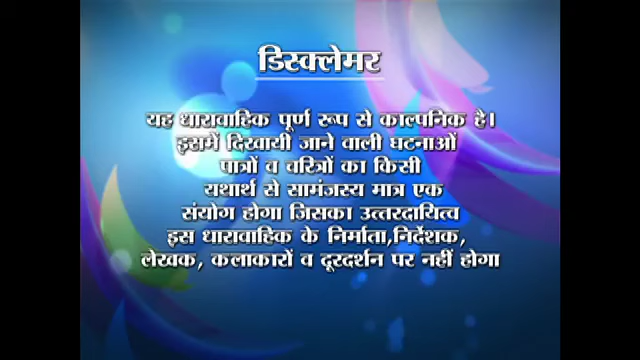 डिस्क्लेमर
यह धारावाहिक पूर्ण रूप से काल्पनिक है।
इसमें दिखायी जाने वाली घटनाओं
पात्रों व चरित्रों का किसी
यथार्थ से सामंजस्य मात्र एक
संयोग होगा जिसका उत्तरदायित्व
इस धारावाहिक के निर्माता,निर्देशक,
लेखक, कलाकारों व दूरदर्शन पर नहीं होगा